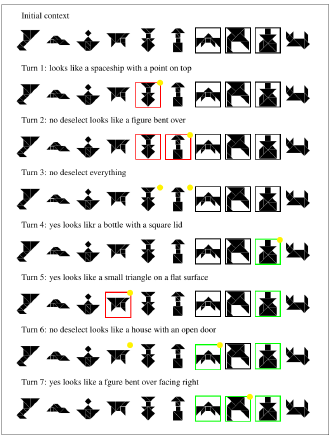 Initial context
Turn 1: looks like a spaceship with a point on top
Turn 2: no deselect looks like a figure bent over
Turn 3: no deselect everything
Turn 4: yes looks likr a bottle with a square lid
Turn 5: yes looks like a small triangle on a flat surface
Turn 6: no deselect looks like a house with an open door
Turn 7: yes looks like a fgure bent over facing right